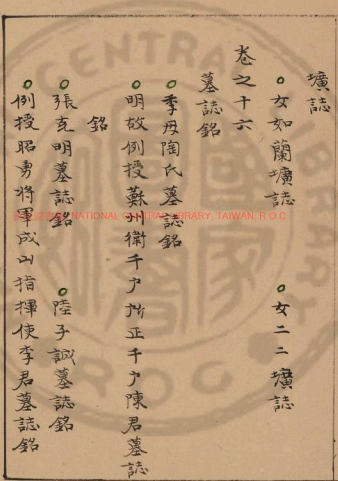 壙誌
女如蘭壙誌 女二二壙誌
卷之十六
墓誌銘
季母陶氏墓誌銘
明故例授蘇州衛千戶所正千戶陳君墓誌
銘
張克明墓誌銘 陸子誠墓誌銘
例授昭勇將軍成山指揮使李君墓誌銘
NATIONAL CENTRAL LIBRARY, TAIWAN, R.O.C